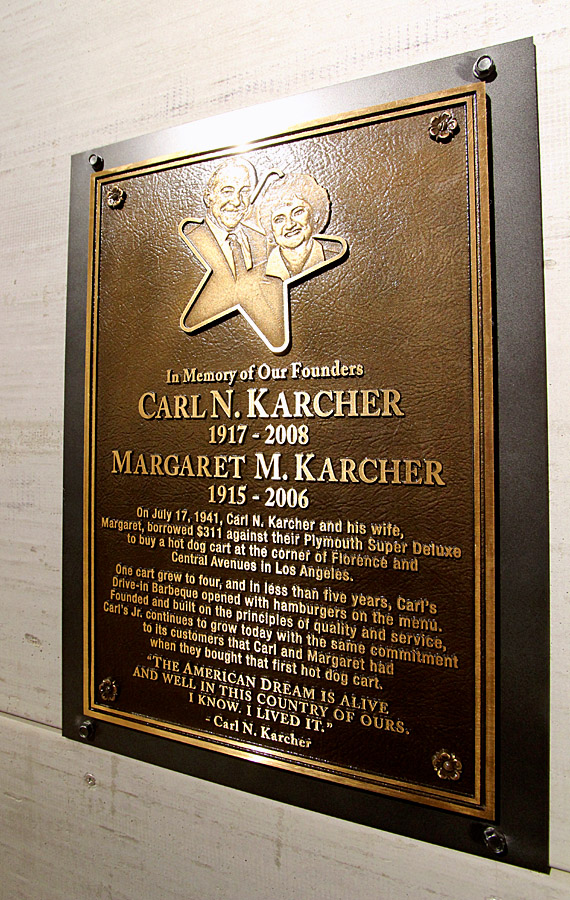 In Memory of Our Founders
CARL N. KARCHER
1917 - 2008
MARGARET M. KARCHER
1915 - 2006
On July 17, 1941, Carl N. Karcher and his wife,
Margaret, borrowed $311 against their Plymouth Super Deluxe
to buy a hot dog cart at the corner of Florence and
Central Avenues in Los Angeles.
One cart grew to four, and in less than five years, Carl's
Drive-in Barbeque opened with hamburgers on the menu.
Founded and built on the principles of quality and service,
Carl's Jr. continues to grow today with the same commitment
to its customers that Carl and Margaret had
when they bought that first hot dog cart.
"THE AMERICAN DREAM IS ALIVE
AND WELL IN THIS COUNTRY OF OURS.
I KNOW. I LIVED IT."
- Carl N. Karcher